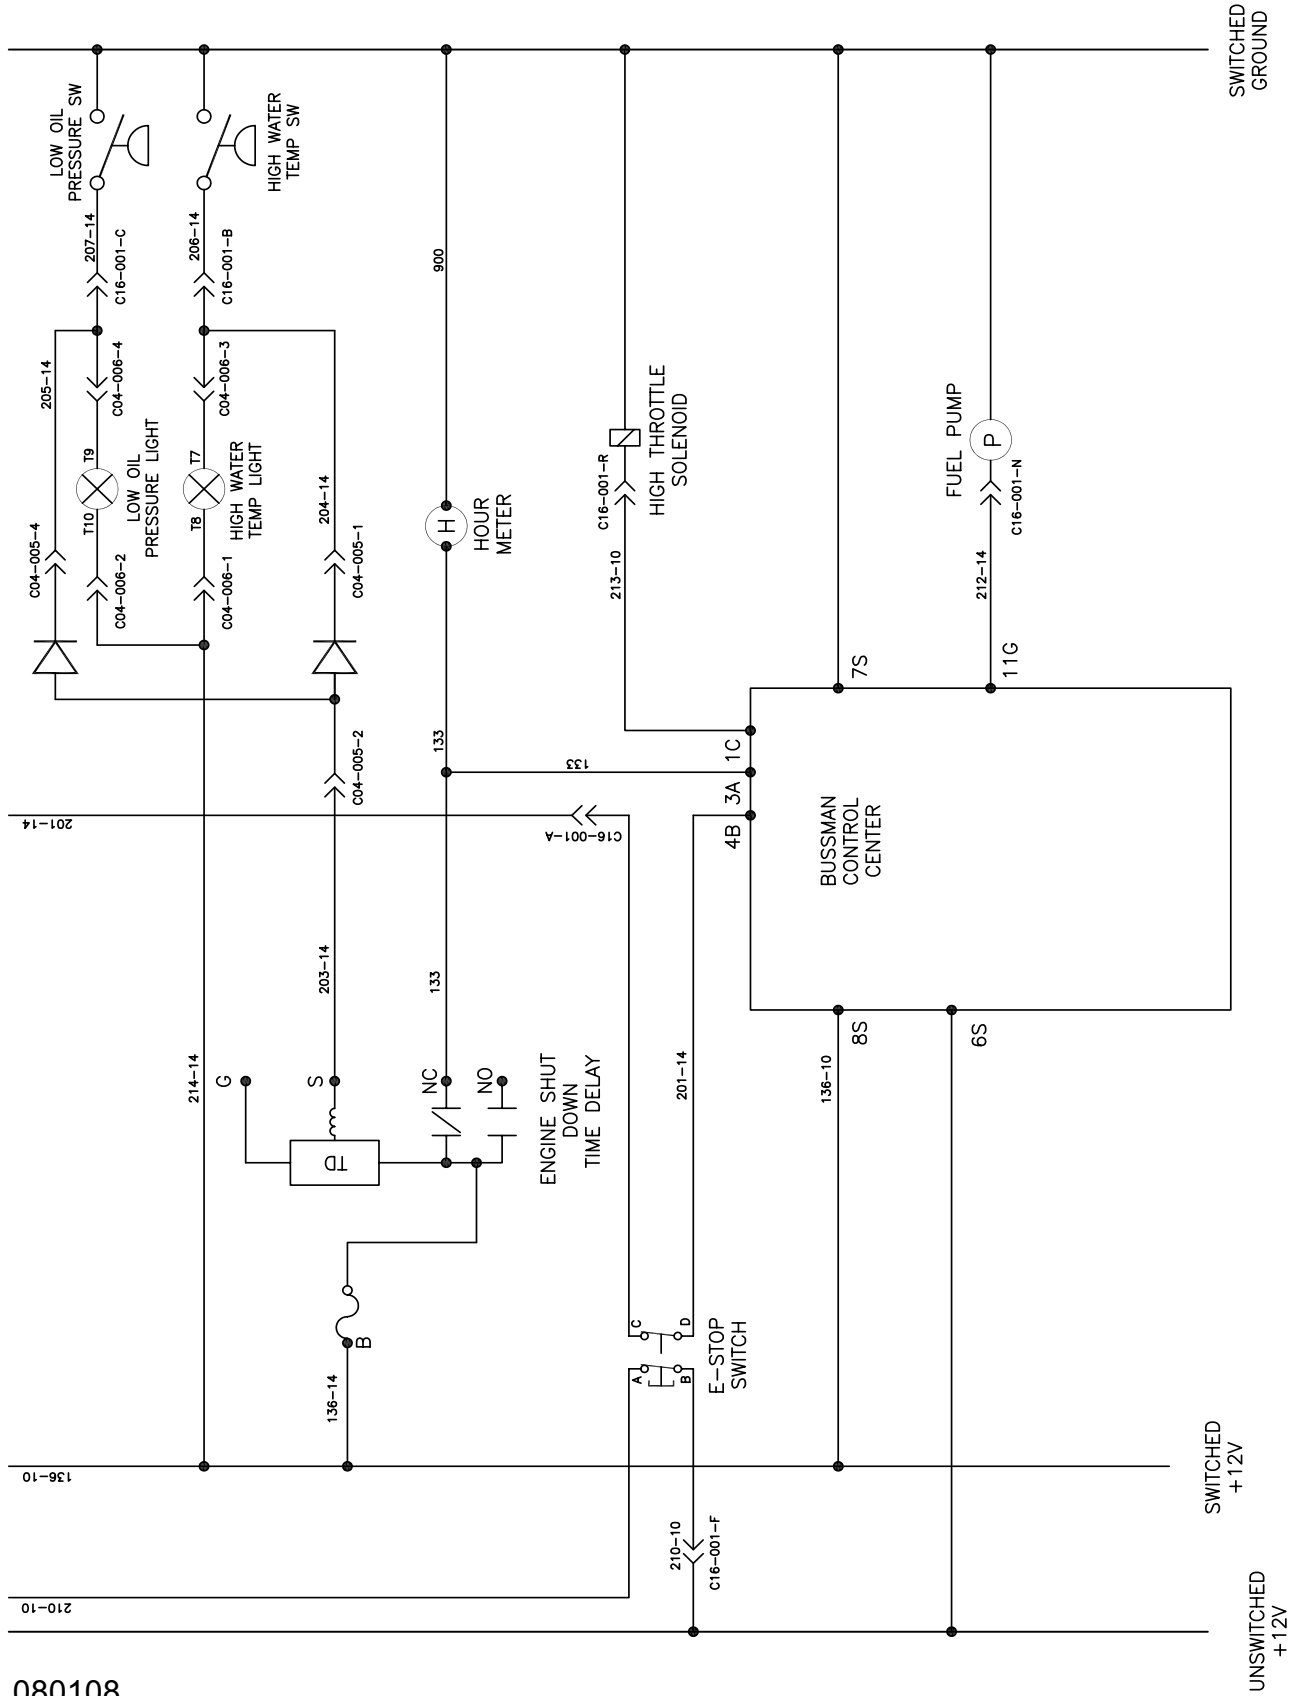 SWITCHED
GROUND
LOW OIL
PRESSURE SW
HIGH WATER
TEMP SW
207-14
C16-001-C
206-14
C16-001-B
900
205-14
C04-006-4
C04-006-3
T9
T10
LOW OIL
PRESSURE LIGHT
T7
T8
HIGH WATER
TEMP LIGHT
204-14
C04-005-4
C04-006-2
C04-006-1
C04-005-1
H
HOUR
METER
C16-001-R
HIGH THROTTLE
SOLENOID
213-10
FUEL PUMP
P
C16-001-N
212-14
7S
11G
1C
3A
4B
133
133
C04-005-2
201-14
C16-001-A
BUSSMAN
CONTROL
CENTER
203-14
133
8S
6S
214-14
G
S
NC
NO
TD
ENGINE SHUT
DOWN
TIME DELAY
201-14
136-10
B
136-14
C
D
A
B
E-STOP
SWITCH
136-10
SWITCHED
+12V
210-10
C16-001-F
210-10
UNSWITCHED
+12V
080108